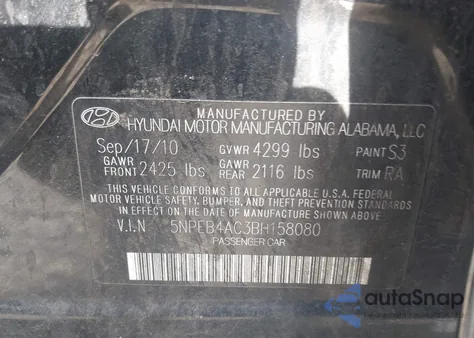 MANUFACTURED BY
HYUNDAI MOTOR MANUFACTURING ALABAMA, LLC
Sep/17/10 GVWR 4299 lbs PAINT S3
GAWR FRONT 2425 lbs GAWR REAR 2116 lbs TRIM RA
THIS VEHICLE CONFORMS TO ALL APPLICABLE U.S.A. FEDERAL
MOTOR VEHICLE SAFETY, BUMPER, AND THEFT PREVENTION STANDARDS
IN EFFECT ON THE DATE OF MANUFACTURE SHOWN ABOVE.
V.I.N 5NPEB4AC3BH158080
PASSENGER CAR
autoSnap